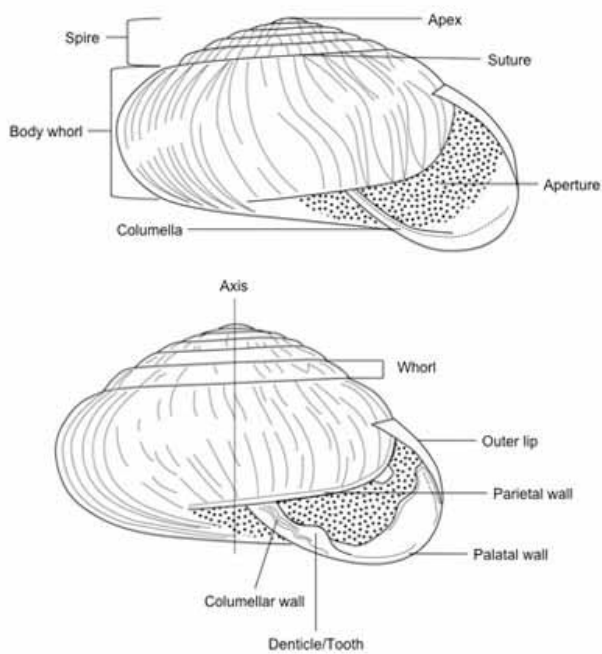 Apex
Spire
Suture
Body whorl
Aperture
Columella
Axis
Whorl
Outer lip
Parietal wall
Palatal wall
Columellar wall
Denticle/Tooth